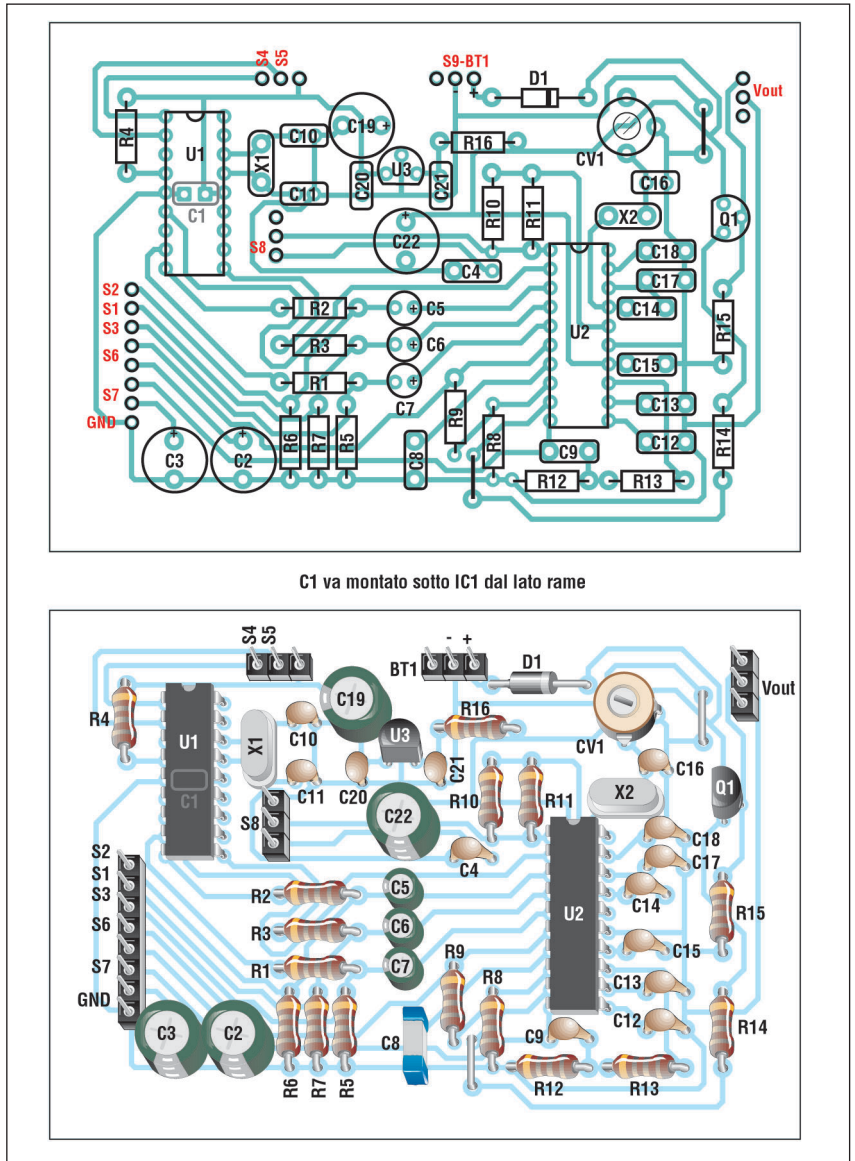 S4 S5 S9-BT1
- +
D1
Vout
R4
U1
X1
C10
C19 +
R16
CV1
C11
C20
U3
C21
C16
C1
R10
R11
X2
Q1
S8
+
C22
C4
C18
C17
S2
S1
S3
S6
S7
GND
R2
+ C5
C14
U2
R15
R3
+ C6
R1
+
C7
C15
R9
C13
+
C3
+
C2
R6
R7
R5
C8
R8
C9
C12
R14
R12
R13
C1 va montato sotto IC1 dal lato rame
S4 S5
BT1
- +
D1
Vout
R4
U1
X1
C10
C19
R16
CV1
U3
C1
C11
C20
C21
C16
S8
C22
R10
R11
X2
Q1
C4
C18
C17
S2
S1
S3
S6
S7
GND
R2
C5
C14
U2
R15
R3
C6
R1
C7
C15
R9
R8
C13
C3
C2
C8
C9
C12
R14
R6
R7
R5
R12
R13